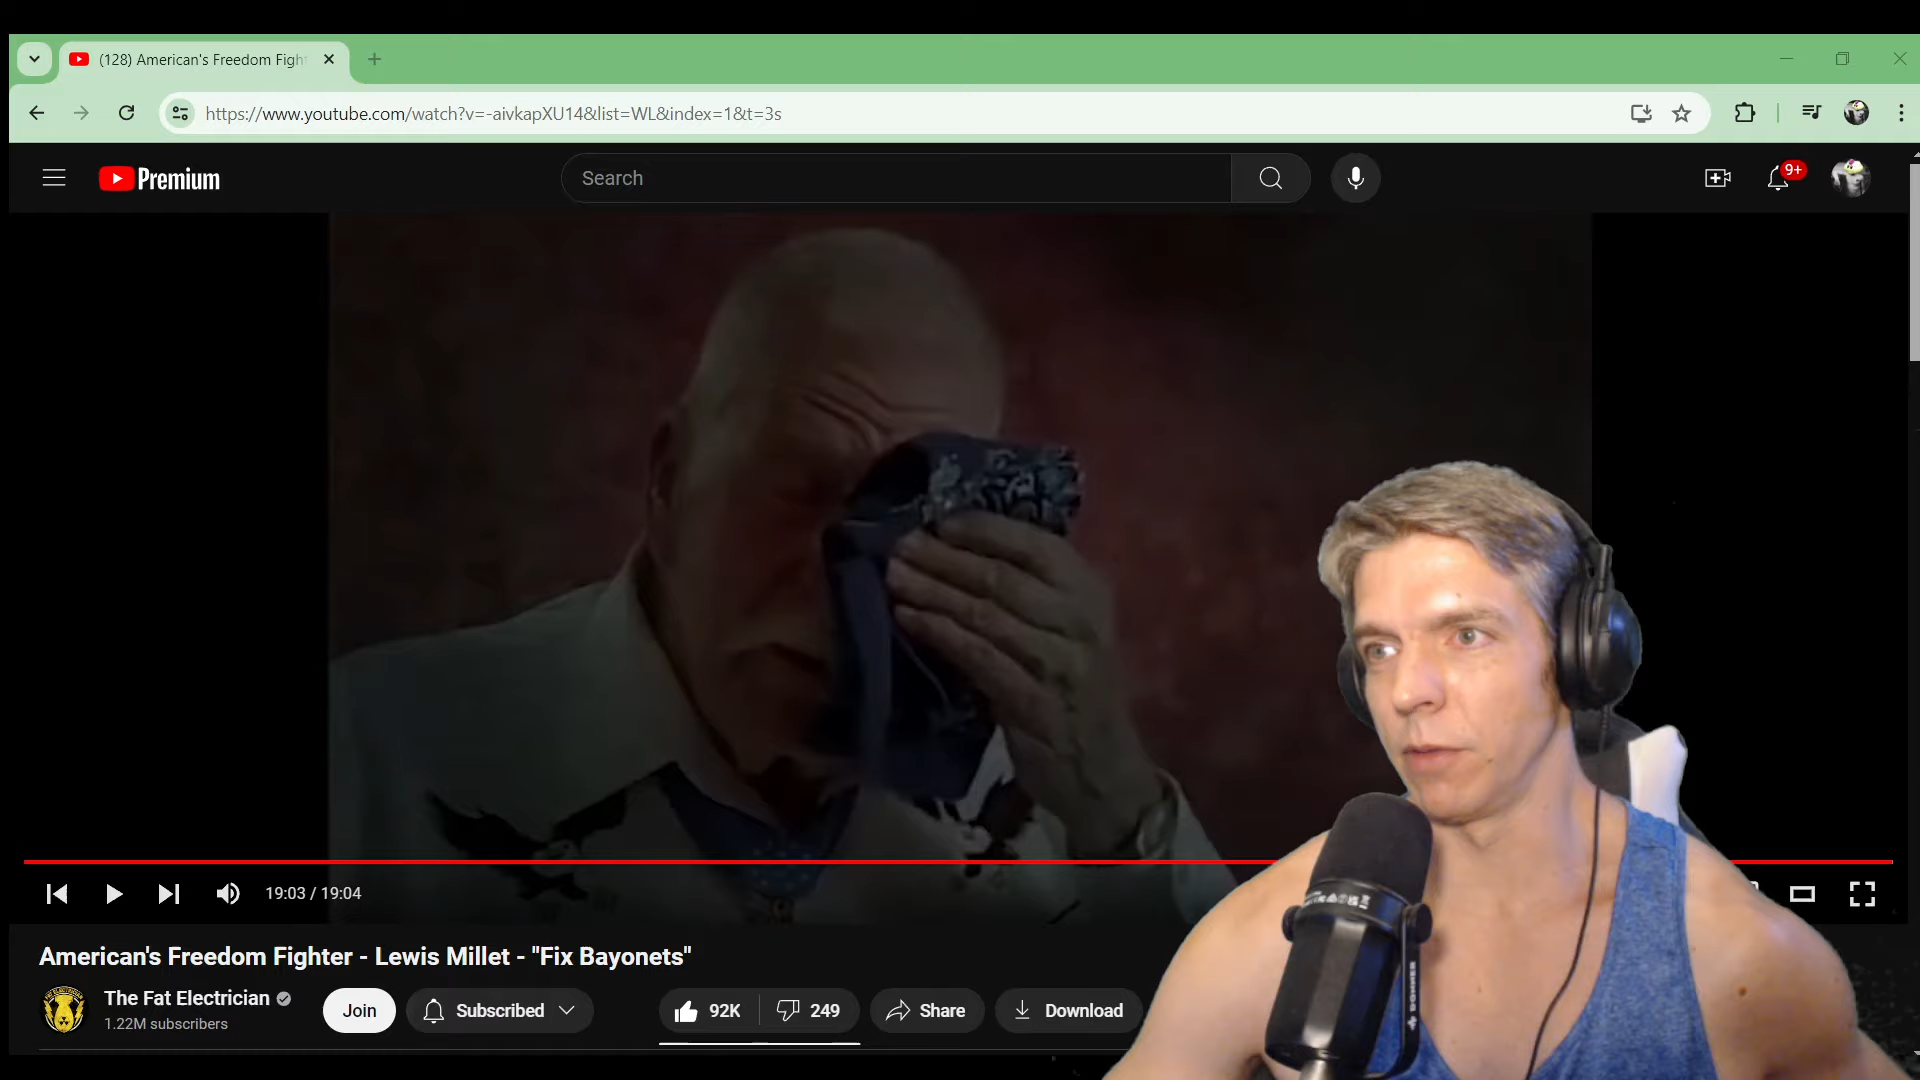 (128) American's Freedom Figh
https://www.youtube.com/watch?v=-aivkapXU14&list=WL&index=1&t=3s
Premium
Search
9+
19:03 / 19:04
American's Freedom Fighter - Lewis Millet - "Fix Bayonets"
The Fat Electrician
1.22M subscribers
Join
Subscribed
92K
249
Share
Download
DONNER